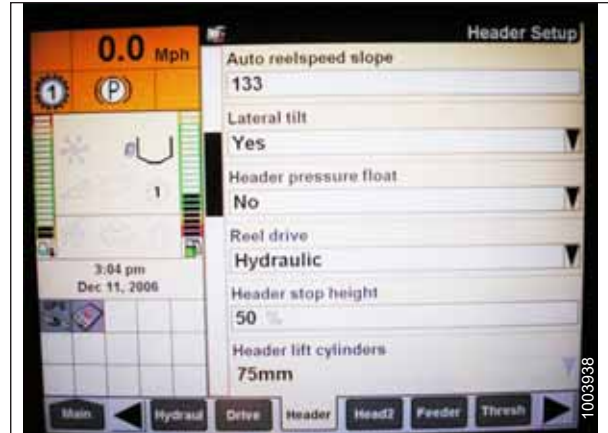 Header Setup
0.0 Mph
1
(P)
1
3:04 pm
Dec 11, 2006
Auto reelspeed slope
133
Lateral tilt
Yes
Header pressure float
No
Reel drive
Hydraulic
Header stop height
50 %
Header lift cylinders
75mm
Main
Hydraul
Drive
Header
Head2
Feeder
Thresh
1003938